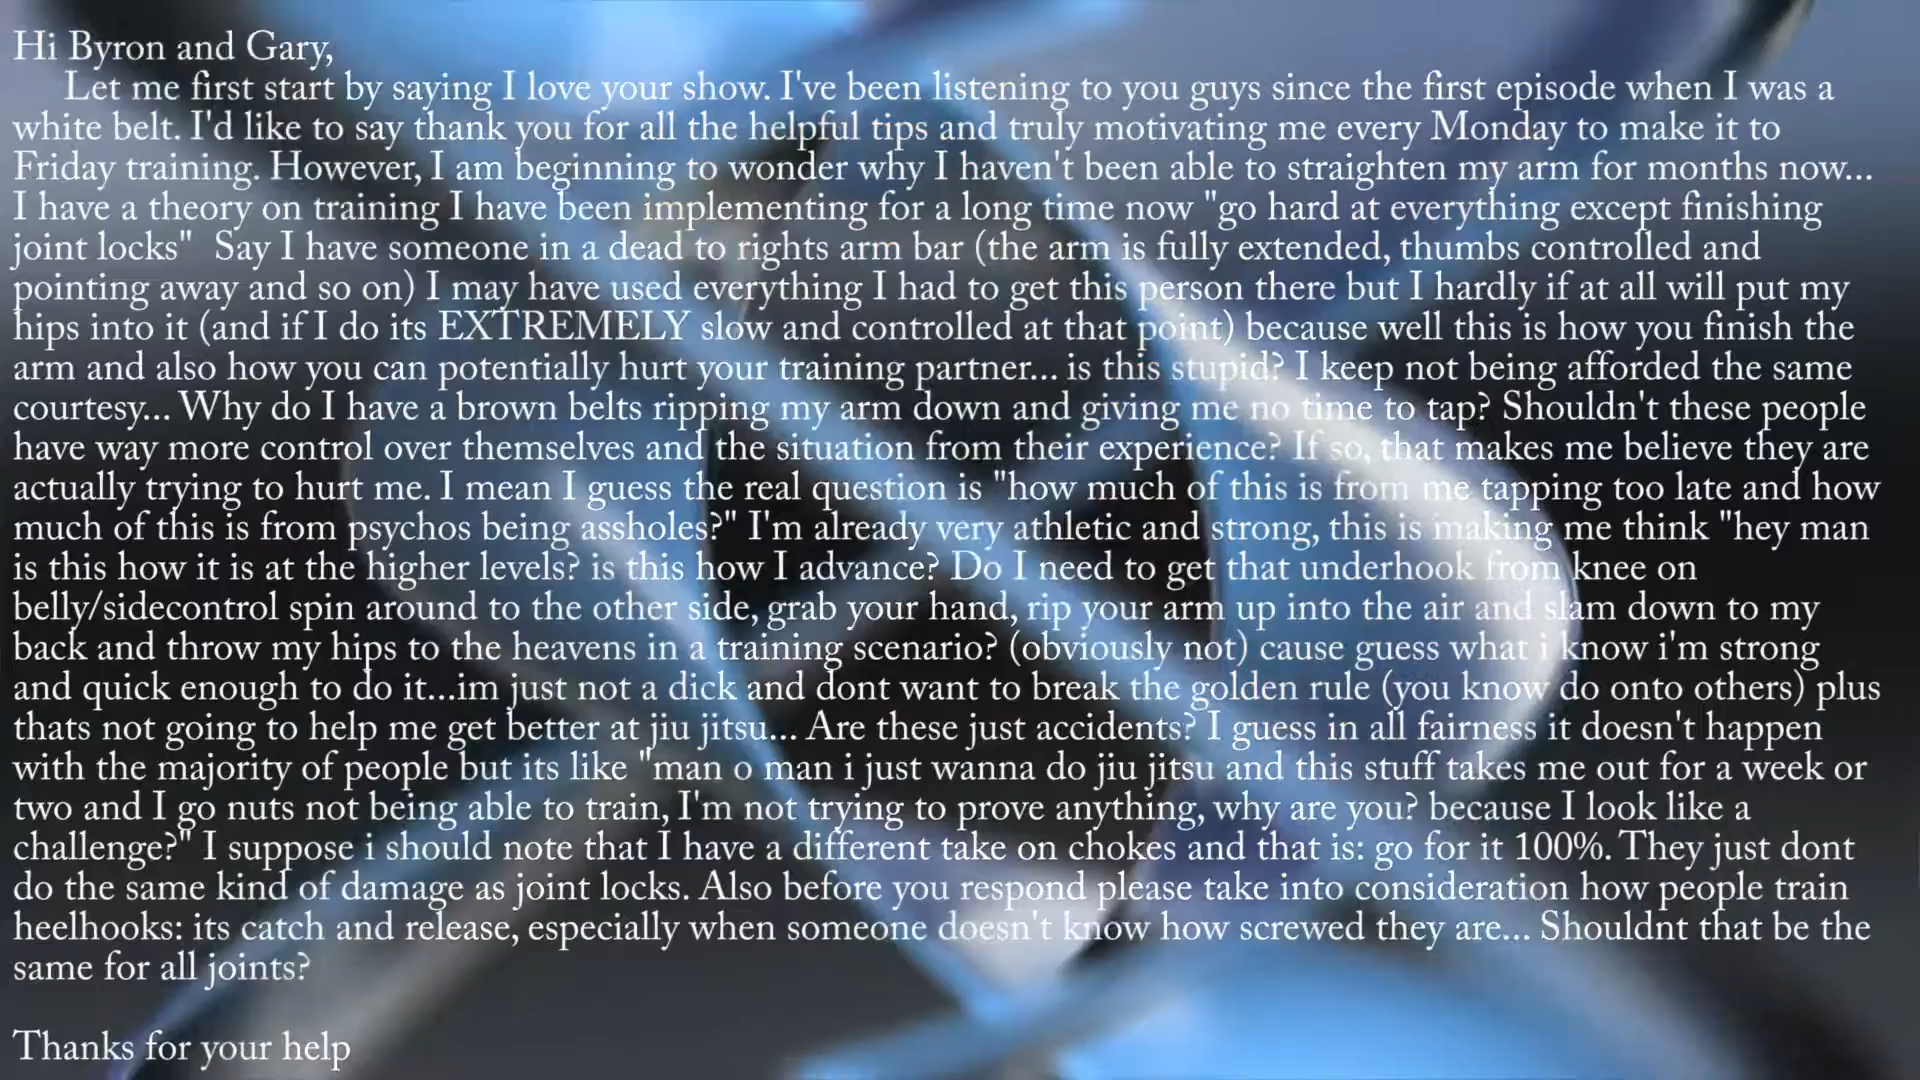 Hi Byron and Gary,
Let me first start by saying I love your show. I've been listening to you guys since the first episode when I was a
white belt. I'd like to say thank you for all the helpful tips and truly motivating me every Monday to make it to
Friday training. However, I am beginning to wonder why I haven't been able to straighten my arm for months now...
I have a theory on training I have been implementing for a long time now "go hard at everything except finishing
joint locks"  Say I have someone in a dead to rights arm bar (the arm is fully extended, thumbs controlled and
pointing away and so on) I may have used everything I had to get this person there but I hardly if at all will put my
hips into it (and if I do its EXTREMELY slow and controlled at that point) because well this is how you finish the
arm and also how you can potentially hurt your training partner... is this stupid? I keep not being afforded the same
courtesy... Why do I have a brown belts ripping my arm down and giving me no time to tap? Shouldn't these people
have way more control over themselves and the situation from their experience? If so, that makes me believe they are
actually trying to hurt me. I mean I guess the real question is "how much of this is from me tapping too late and how
much of this is from psychos being assholes?" I'm already very athletic and strong, this is making me think "hey man
is this how it is at the higher levels? is this how I advance? Do I need to get that underhook from knee on
belly/sidecontrol spin around to the other side, grab your hand, rip your arm up into the air and slam down to my
back and throw my hips to the heavens in a training scenario? (obviously not) cause guess what i know i'm strong
and quick enough to do it...im just not a dick and dont want to break the golden rule (you know do onto others) plus
thats not going to help me get better at jiu jitsu... Are these just accidents? I guess in all fairness it doesn't happen
with the majority of people but its like "man o man i just wanna do jiu jitsu and this stuff takes me out for a week or
two and I go nuts not being able to train, I'm not trying to prove anything, why are you? because I look like a
challenge?" I suppose i should note that I have a different take on chokes and that is: go for it 100%. They just dont
do the same kind of damage as joint locks. Also before you respond please take into consideration how people train
heelhooks: its catch and release, especially when someone doesn't know how screwed they are... Shouldnt that be the
same for all joints?
Thanks for your help